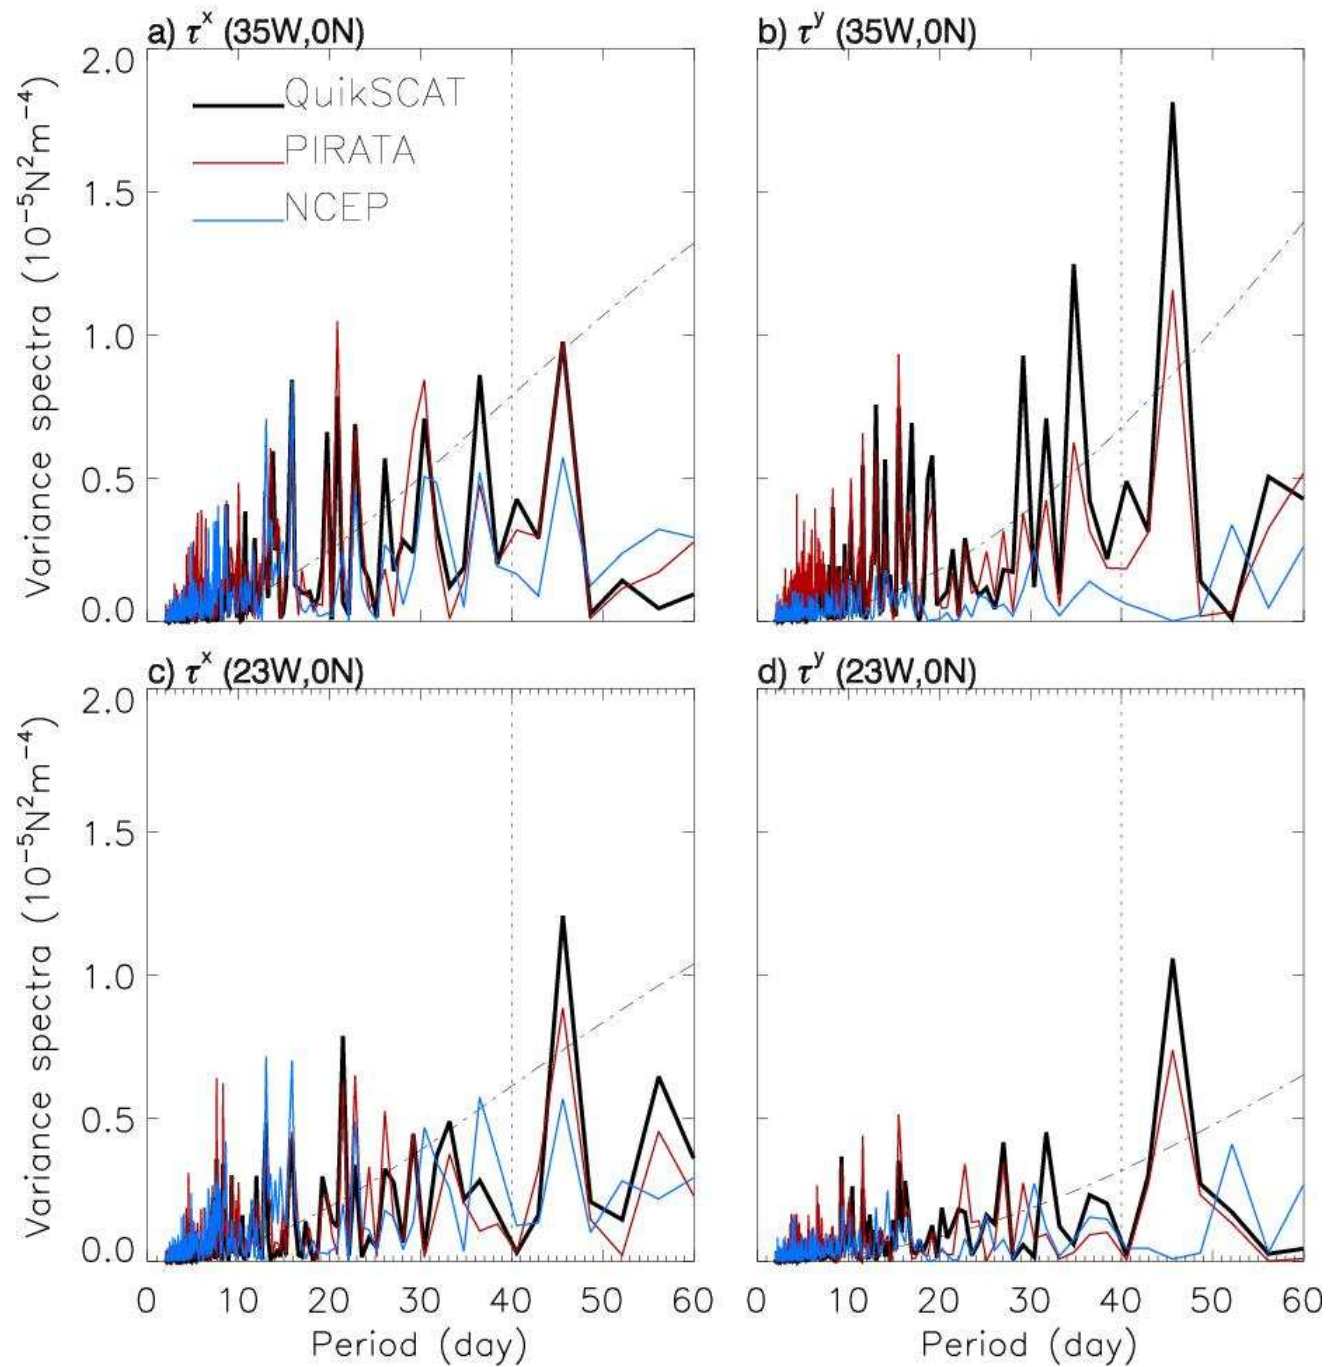 a) τˣ (35W,0N)
b) τʸ (35W,0N)
2.0
1.5
1.0
0.5
0.0
Variance spectra (10⁻⁵N²m⁻⁴)
QuikSCAT
PIRATA
NCEP
c) τˣ (23W,0N)
d) τʸ (23W,0N)
2.0
1.5
1.0
0.5
0.0
Variance spectra (10⁻⁵N²m⁻⁴)
0 10 20 30 40 50 60
0 10 20 30 40 50 60
Period (day)
Period (day)